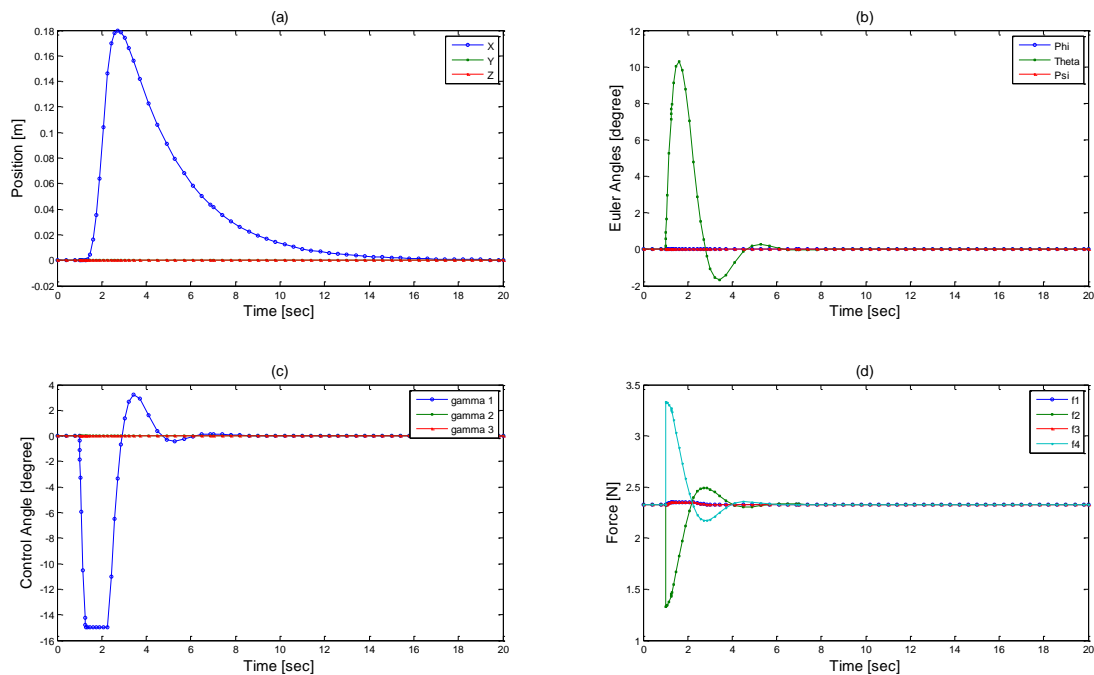 (a)
0.18
0.16
0.14
0.12
0.1
0.08
0.06
0.04
0.02
0
-0.02
Position [m]
X
Y
Z
0 2 4 6 8 10 12 14 16 18 20
Time [sec]
(b)
12
10
8
6
4
2
0
-2
Euler Angles [degree]
Phi
Theta
Psi
0 2 4 6 8 10 12 14 16 18 20
Time [sec]
(c)
4
2
0
-2
-4
-6
-8
-10
-12
-14
-16
Control Angle [degree]
gamma 1
gamma 2
gamma 3
0 2 4 6 8 10 12 14 16 18 20
Time [sec]
(d)
3.5
3
2.5
2
1.5
1
Force [N]
f1
f2
f3
f4
0 2 4 6 8 10 12 14 16 18 20
Time [sec]